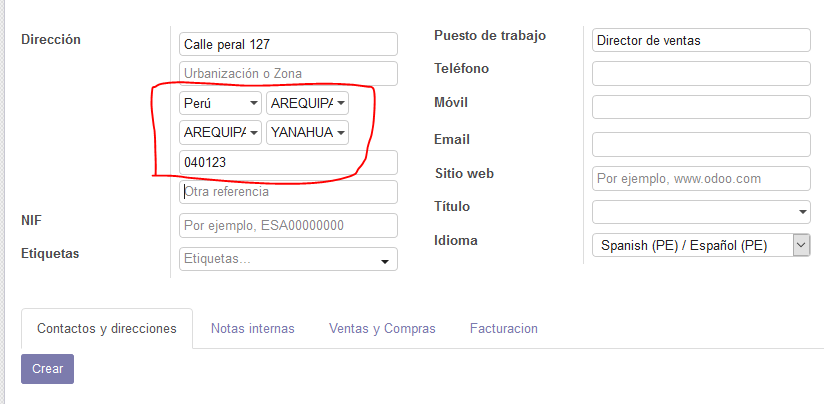 Dirección
Calle peral 127
Urbanización o Zona
Perú AREQUIPA
AREQUIPA YANAHUA
040123
Otra referencia
NIF
Por ejemplo, ESA00000000
Etiquetas
Etiquetas...
Puesto de trabajo
Director de ventas
Teléfono
Móvil
Email
Sitio web
Por ejemplo, www.odoo.com
Título
Idioma
Spanish (PE) / Español (PE)
Contactos y direcciones Notas internas Ventas y Compras Facturacion
Crear